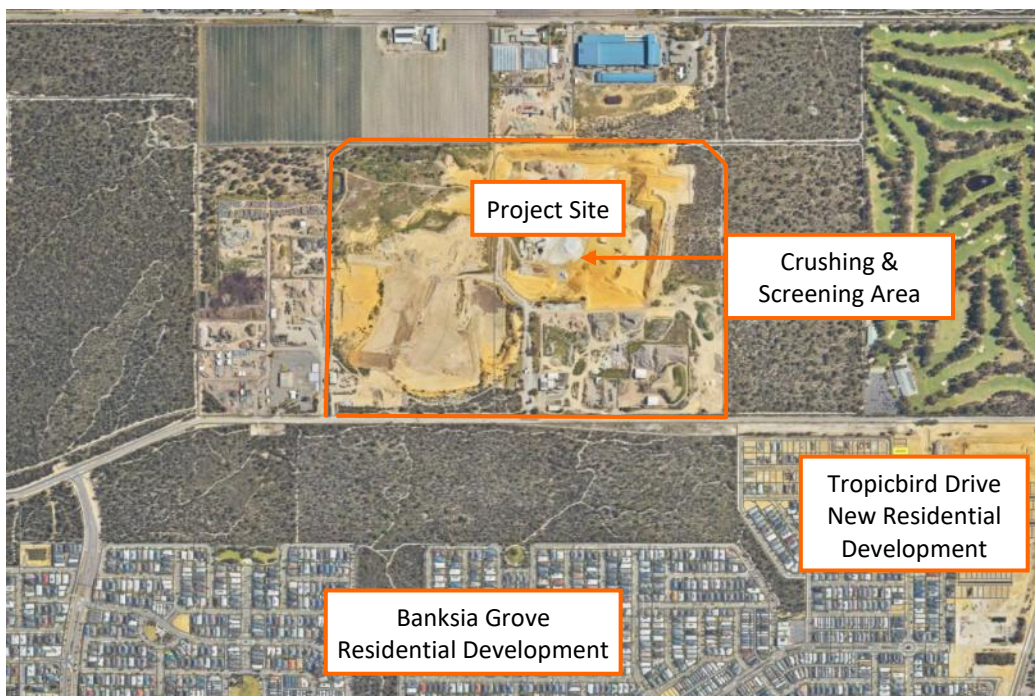 Project Site
Crushing &
Screening Area
Tropicbird Drive
New Residential
Development
Banksia Grove
Residential Development